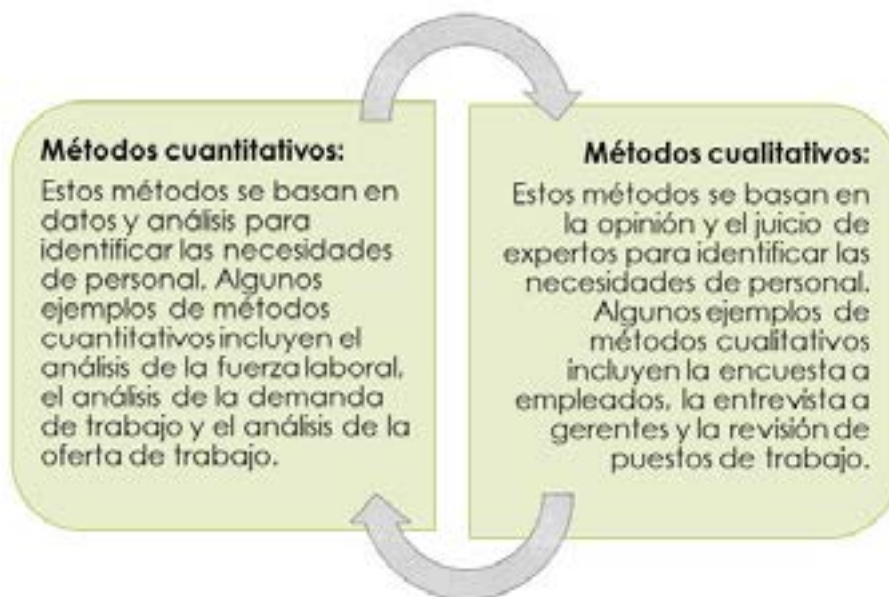 Métodos cuantitativos:
Estos métodos se basan en
datos y análisis para
identificar las necesidades
de personal. Algunos
ejemplos de métodos
cuantitativos incluyen el
análisis de la fuerza laboral,
el análisis de la demanda
de trabajo y el análisis de la
oferta de trabajo.
Métodos cualitativos:
Estos métodos se basan en
la opinión y el juicio de
expertos para identificar las
necesidades de personal.
Algunos ejemplos de
métodos cualitativos
incluyen la encuesta a
empleados, la entrevista a
gerentes y la revisión de
puestos de trabajo.